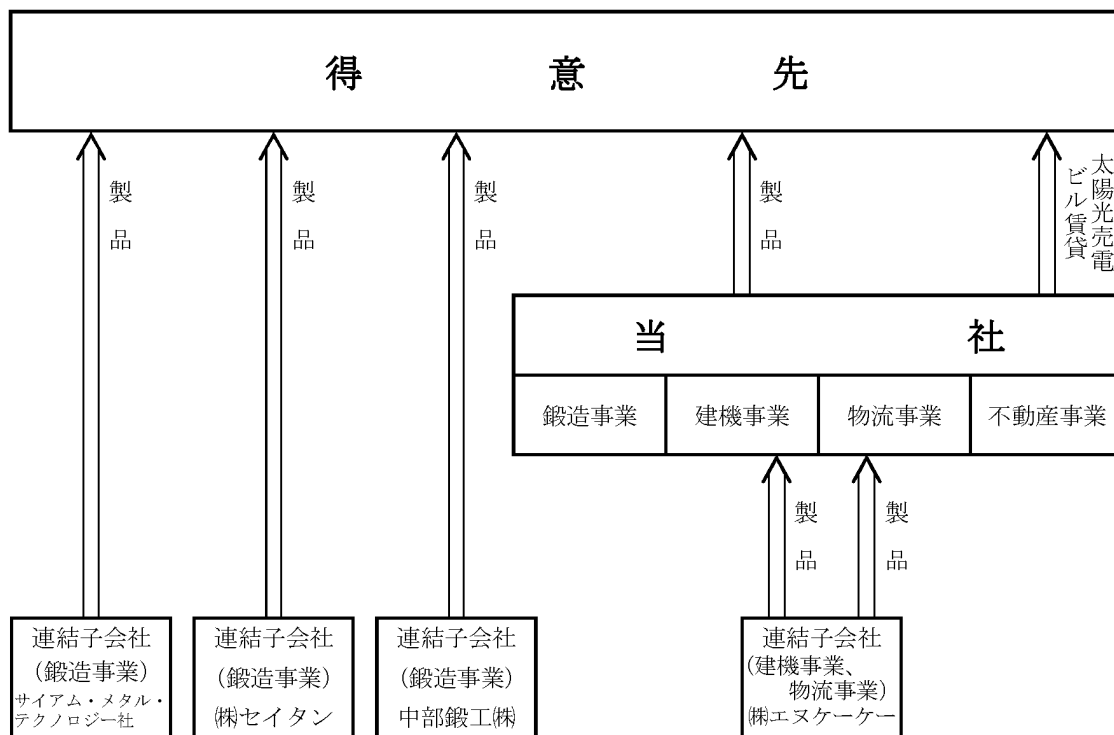 得意先
製品
製品
製品
製品
太陽光売電
ビル賃貸
当社
鍛造事業
建機事業
物流事業
不動産事業
製品
製品
連結子会社
(鍛造事業)
サイアム・メタル・
テクノロジー社
連結子会社
(鍛造事業)
㈱セイタン
連結子会社
(鍛造事業)
中部鍛工㈱
連結子会社
(建機事業、
物流事業)
㈱エヌケーケー